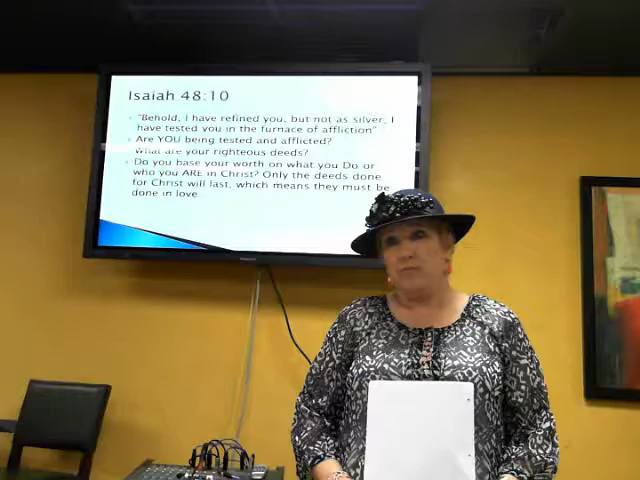 Isaiah 48:10
"Behold, I have refined you, but not as silver; I
have tested you in the furnace of affliction"
Are YOU being tested and afflicted?
What are your righteous deeds?
Do you base your worth on what you Do or
who you ARE in Christ? Only the deeds done
for Christ will last, which means they must be
done in love.